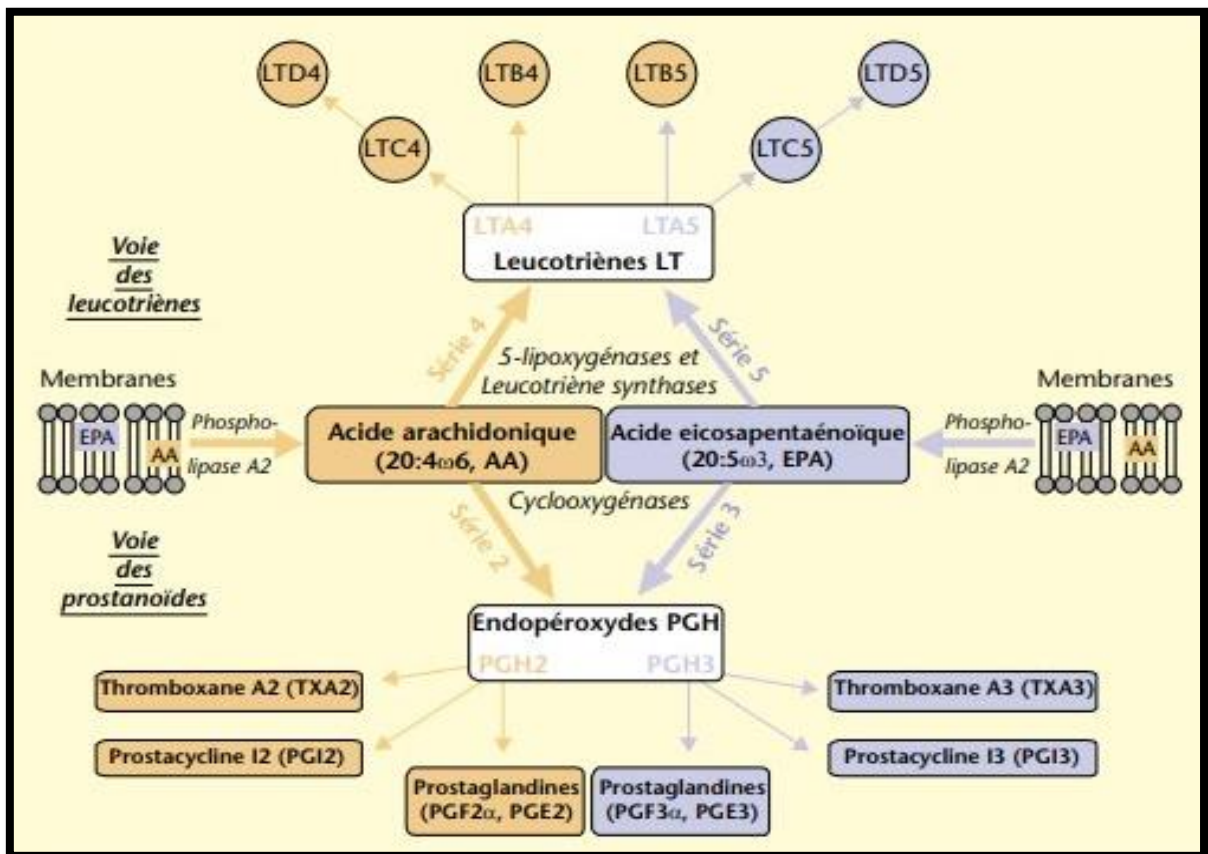 LTD4
LTB4
LTB5
LTD5
LTC4
LTC5
LTA4
LTA5
Leucotriènes LT
Voie
des
leucotriènes
Série 4
Série 5
5-lipoxygénases et
Leucotriène synthases
Membranes
Membranes
EPA
AA
Phospho-
lipase A2
Acide arachidonique
(20:4ω6, AA)
Acide eicosapentaénoïque
(20:5ω3, EPA)
Phospho-
lipase A2
EPA
AA
Cyclooxygénases
Série 2
Série 3
Voie
des
prostanoïdes
Endopéroxydes PGH
PGH2
PGH3
Thromboxane A2 (TXA2)
Thromboxane A3 (TXA3)
Prostacycline I2 (PGI2)
Prostacycline I3 (PGI3)
Prostaglandines
(PGF2α, PGE2)
Prostaglandines
(PGF3α, PGE3)